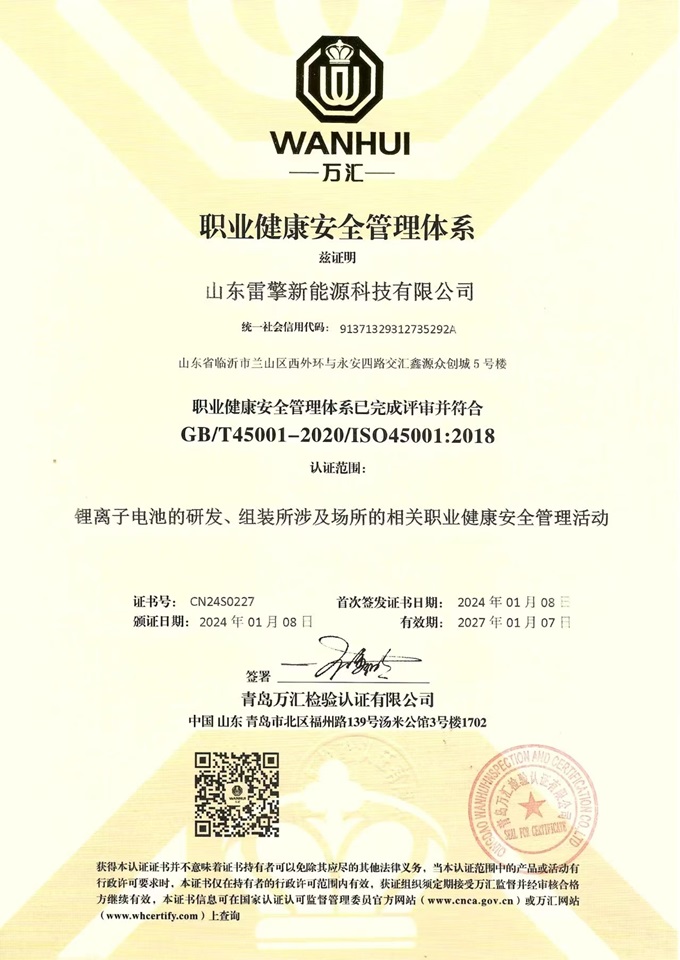 WANHUI
万汇
职业健康安全管理体系
兹证明
山东雷擎新能源科技有限公司
统一社会信用代码： 91371329312735292A
山东省临沂市兰山区西外环与永安四路交汇鑫源众创城 5 号楼
职业健康安全管理体系已完成评审并符合
GB/T45001-2020/ISO45001:2018
认证范围：
锂离子电池的研发、组装所涉及场所的相关职业健康安全管理活动
证书号： CN24S0227 首次签发证书日期： 2024 年 01 月 08 日
颁证日期： 2024 年 01 月 08 日 有效期： 2027 年 01 月 07 日
签署
青岛万汇检验认证有限公司
中国 山东 青岛市北区福州路139号汤米公馆3号楼1702
WANHUI
QINGDAO WANHUI INSPECTION AND CERTIFICATION CO LTD
青岛万汇检验认证有限公司
SEAL FOR CERTIFICATE
获得本认证证书并不意味着证书持有者可以免除其应尽的其他法律义务，当本认证范围中的产品或活动有
行政许可要求时，本证书仅在持有者的行政许可范围内有效，获证组织须定期接受万汇监督并经审核合格
方继续有效，本证书信息可在国家认证认可监督管理委员官方网站（www.cnca.gov.cn）或万汇网站
（www.whcertify.com）上查询